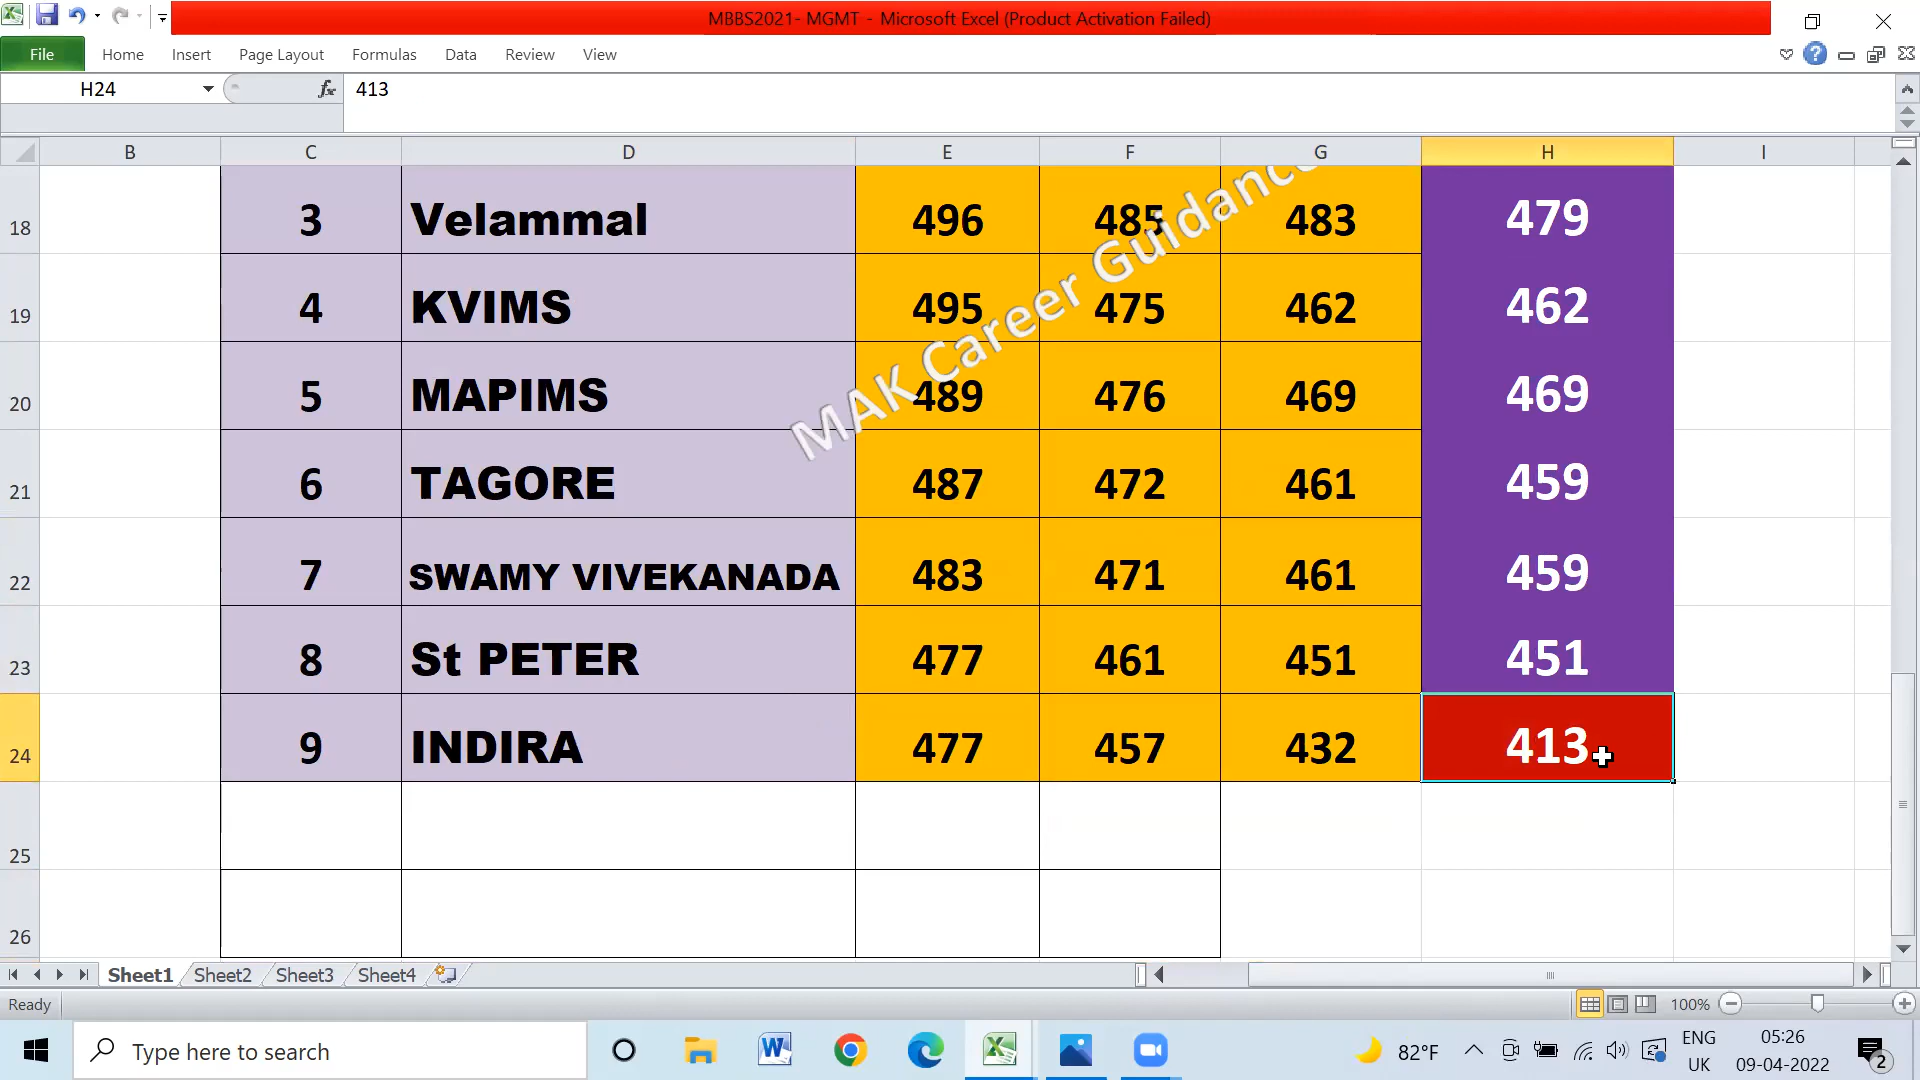 MBBS2021- MGMT - Microsoft Excel (Product Activation Failed)
File Home Insert Page Layout Formulas Data Review View
H24 fx 413
B C D E F G H I
18 3 Velammal 496 485 483 479
19 4 KVIMS 495 475 462 462
20 5 MAPIMS 489 476 469 469
21 6 TAGORE 487 472 461 459
22 7 SWAMY VIVEKANADA 483 471 461 459
23 8 St PETER 477 461 451 451
24 9 INDIRA 477 457 432 413
25
26
MAK Career Guidance
Sheet1 Sheet2 Sheet3 Sheet4
Ready 100%
Type here to search 82°F ENG 05:26
UK 09-04-2022 2